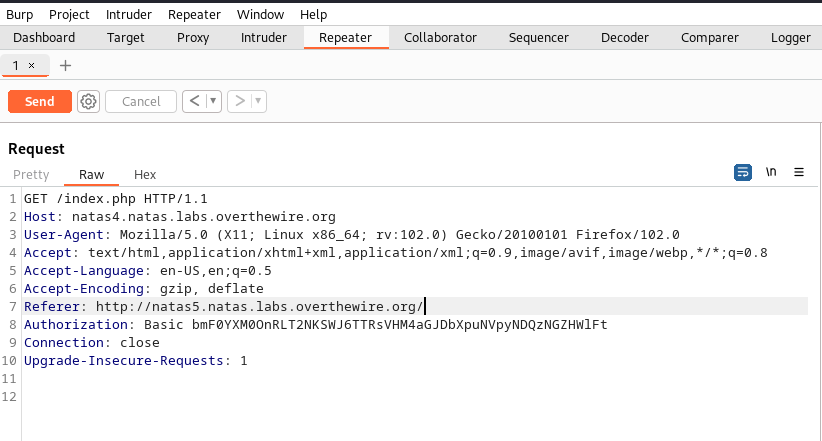 Burp Project Intruder Repeater Window Help
Dashboard Target Proxy Intruder Repeater Collaborator Sequencer Decoder Comparer Logger
1 × +
Send Cancel < ▾ > ▾
Request
Pretty Raw Hex \n
1 GET /index.php HTTP/1.1
2 Host: natas4.natas.labs.overthewire.org
3 User-Agent: Mozilla/5.0 (X11; Linux x86_64; rv:102.0) Gecko/20100101 Firefox/102.0
4 Accept: text/html,application/xhtml+xml,application/xml;q=0.9,image/avif,image/webp,*/*;q=0.8
5 Accept-Language: en-US,en;q=0.5
6 Accept-Encoding: gzip, deflate
7 Referer: http://natas5.natas.labs.overthewire.org/
8 Authorization: Basic bmF0YXM0OnRLT2NKSWJ6TTRsVHM4aGJDbXpuNVpyNDQzNGZHWlFt
9 Connection: close
10 Upgrade-Insecure-Requests: 1
11
12